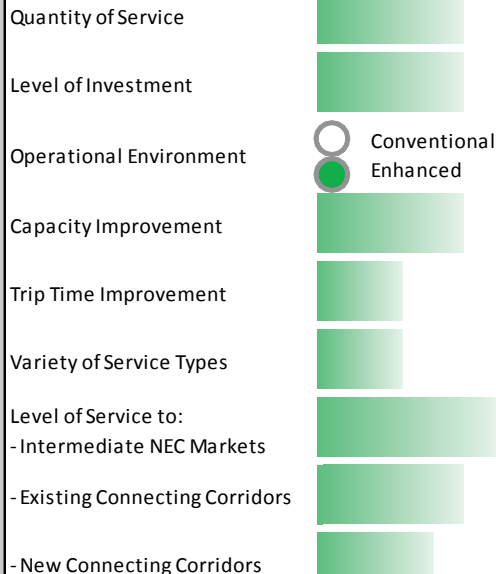 Quantity of Service
Level of Investment
Operational Environment
Conventional
Enhanced
Capacity Improvement
Trip Time Improvement
Variety of Service Types
Level of Service to:
- Intermediate NEC Markets
- Existing Connecting Corridors
- New Connecting Corridors